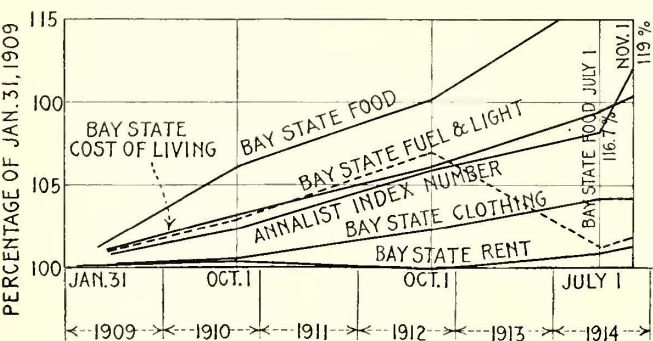 PERCENTAGE OF JAN. 31, 1909
115
100
105
100
BAY STATE FOOD
BAY STATE
COST OF LIVING
BAY STATE FUEL & LIGHT
ANNALIST INDEX NUMBER
BAY STATE CLOTHING
BAY STATE RENT
BAY STATE FOOD JULY 1
116.7%
NOV. 1
119 %
JAN. 31
OCT. 1
OCT. 1
JULY 1
1909
1910
1911
1912
1913
1914